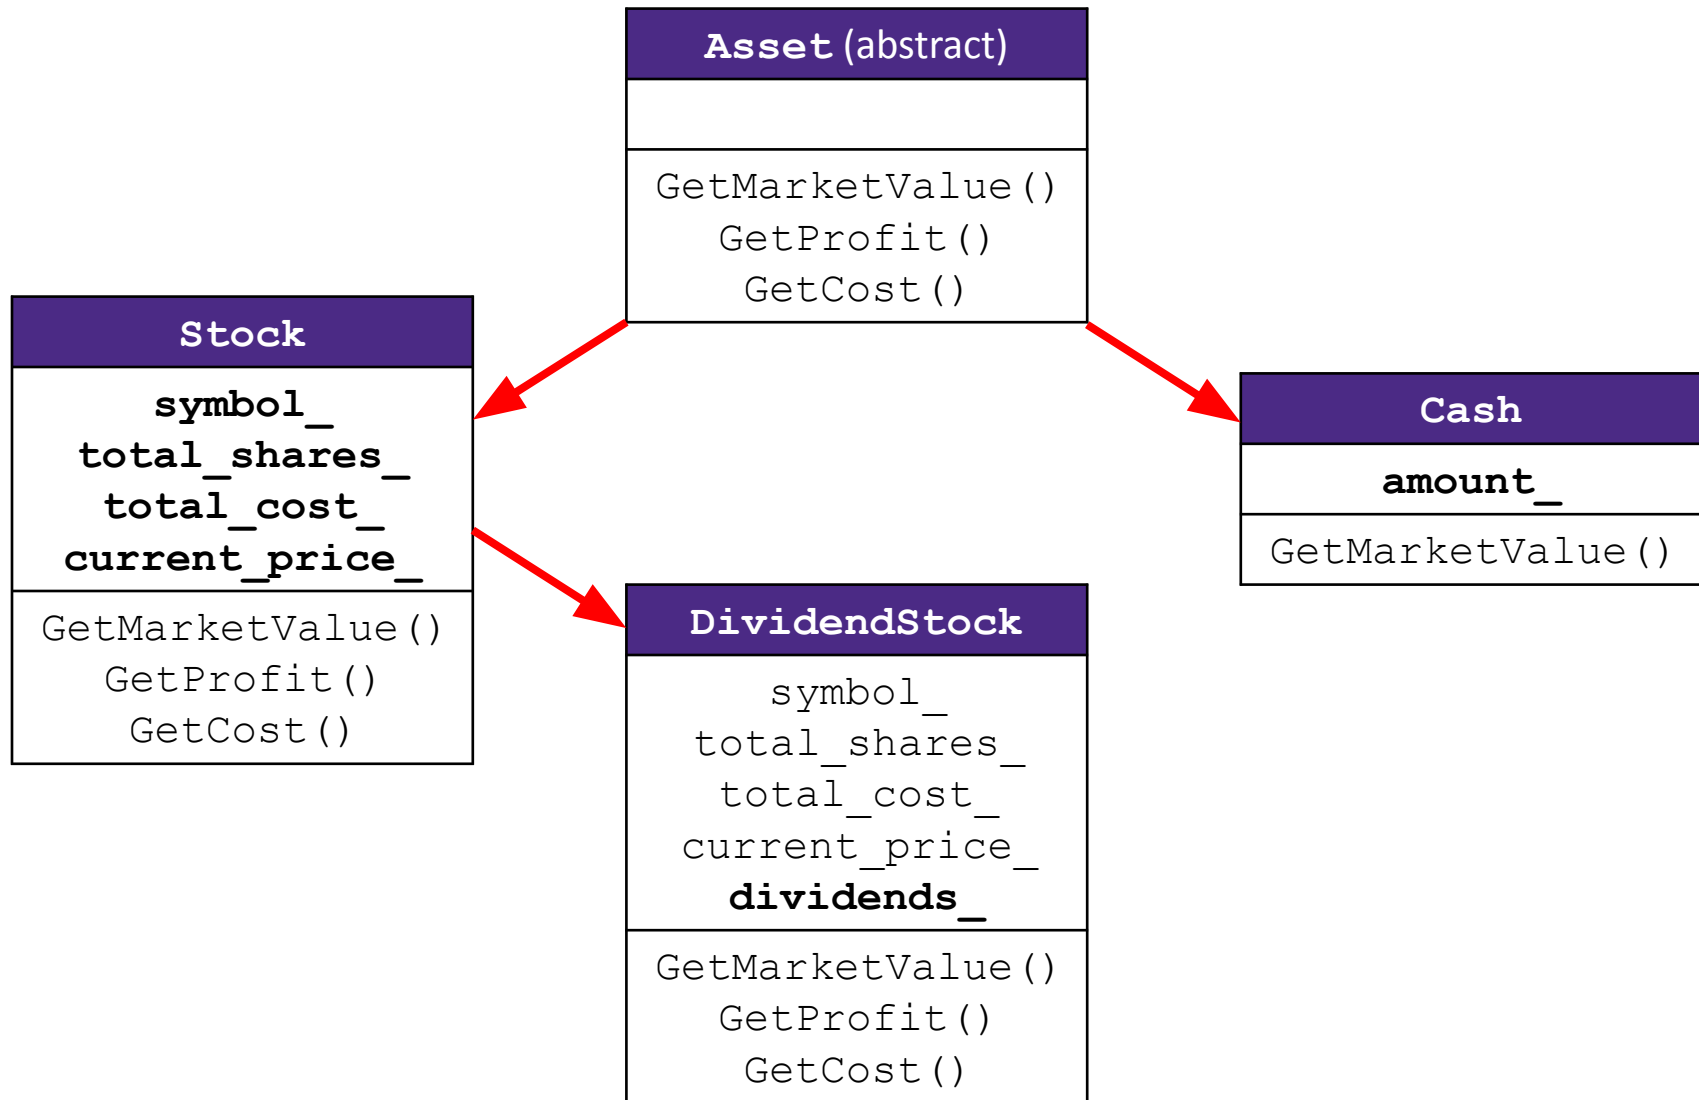 Asset (abstract)
GetMarketValue()
GetProfit()
GetCost()
Stock
symbol_
total_shares_
total_cost_
current_price_
GetMarketValue()
GetProfit()
GetCost()
Cash
amount_
GetMarketValue()
DividendStock
symbol_
total_shares_
total_cost_
current_price_
dividends_
GetMarketValue()
GetProfit()
GetCost()